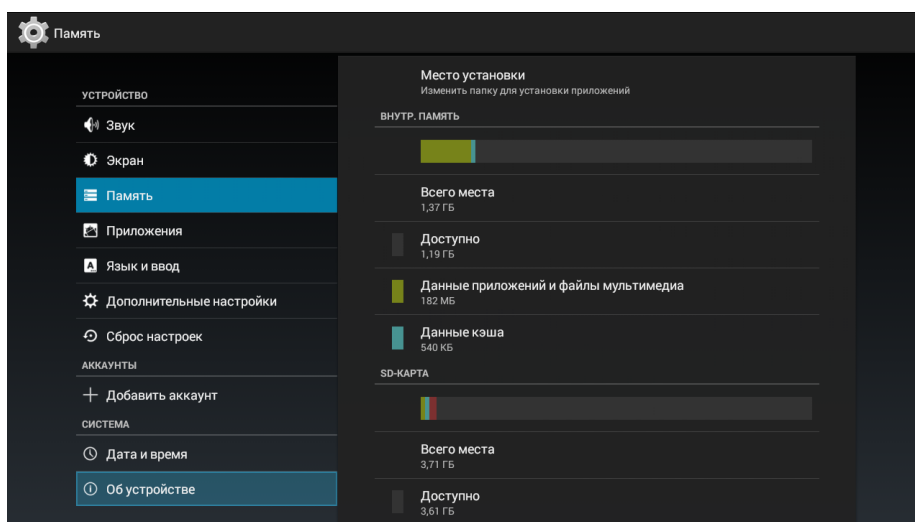 Память
УСТРОЙСТВО
Звук
Экран
Память
Приложения
Язык и ввод
Дополнительные настройки
Сброс настроек
АККАУНТЫ
Добавить аккаунт
СИСТЕМА
Дата и время
Об устройстве
Место установки
Изменить папку для установки приложений
ВНУТР. ПАМЯТЬ
Всего места
1,37 ГБ
Доступно
1,19 ГБ
Данные приложений и файлы мультимедиа
182 МБ
Данные кэша
540 КБ
SD-КАРТА
Всего места
3,71 ГБ
Доступно
3,61 ГБ